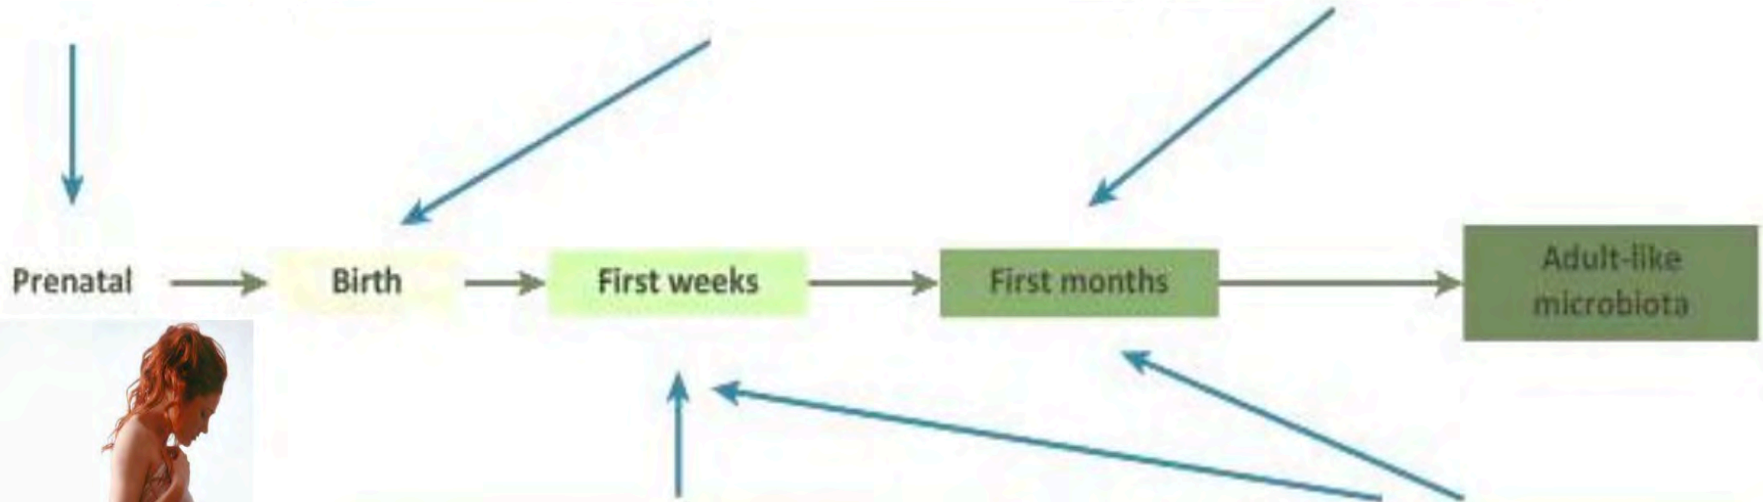 Prenatal
Birth
First weeks
First months
Adult-like
microbiota